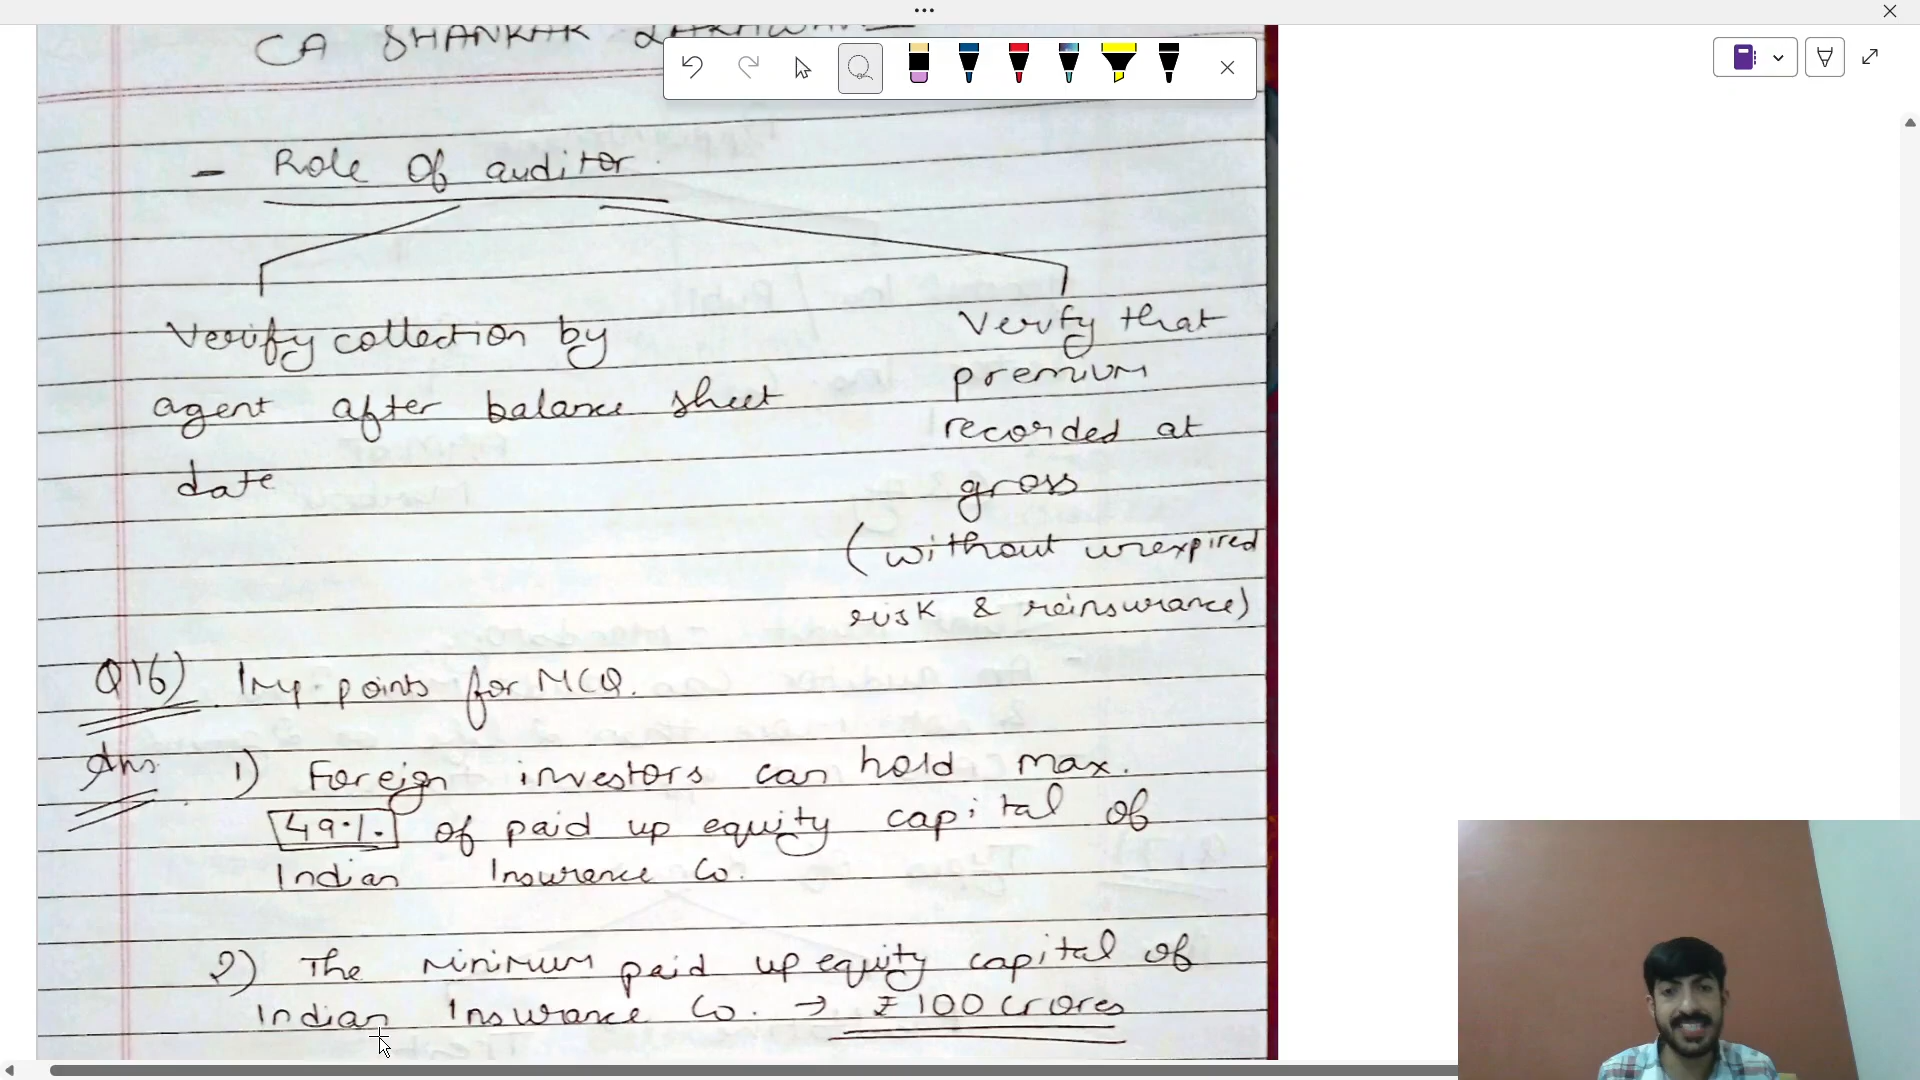 CA SHANKAR
- Role Of auditor.
Verify collection by
agent after balance sheet
date
Verify that
premium
recorded at
gross
(without unexpired
risk & reinsurance)
Q16) Imp. points for MCQ.
Ans. 1) Foreign investors can hold max.
49% of paid up equity capital of
Indian Insurance Co.
2) The minimum paid up equity capital of
Indian Insurance Co. → ₹ 100 crores